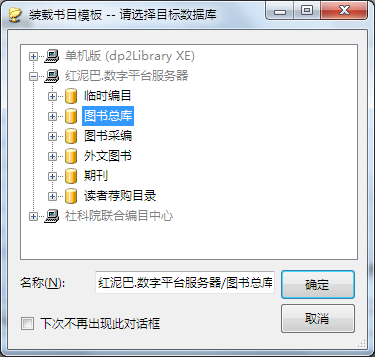 装载书目模板 -- 请选择目标数据库
单机版 (dp2Library XE)
红泥巴.数字平台服务器
临时编目
图书总库
图书采编
外文图书
期刊
读者荐购目录
社科院联合编目中心
名称(N): 红泥巴.数字平台服务器/图书总库 确定
下次不再出现此对话框 取消